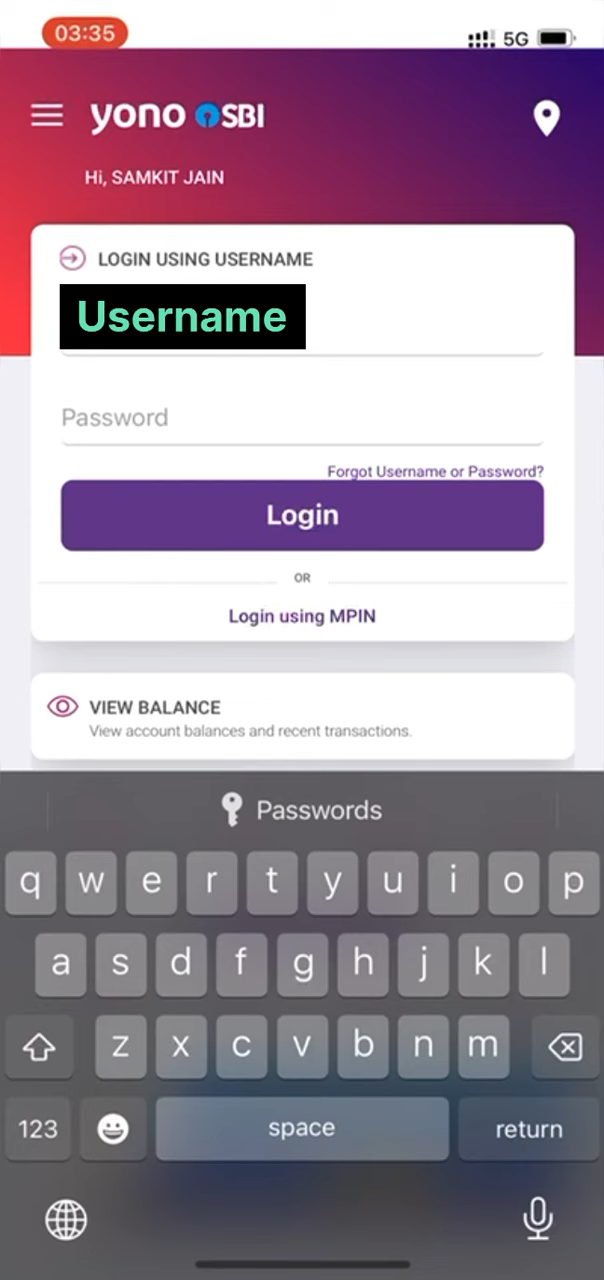 03:35
5G
yono SBI
Hi, SAMKIT JAIN
LOGIN USING USERNAME
Username
Password
Forgot Username or Password?
Login
OR
Login using MPIN
VIEW BALANCE
View account balances and recent transactions.
Passwords
q w e r t y u i o p
a s d f g h j k l
z x c v b n m
123 space return